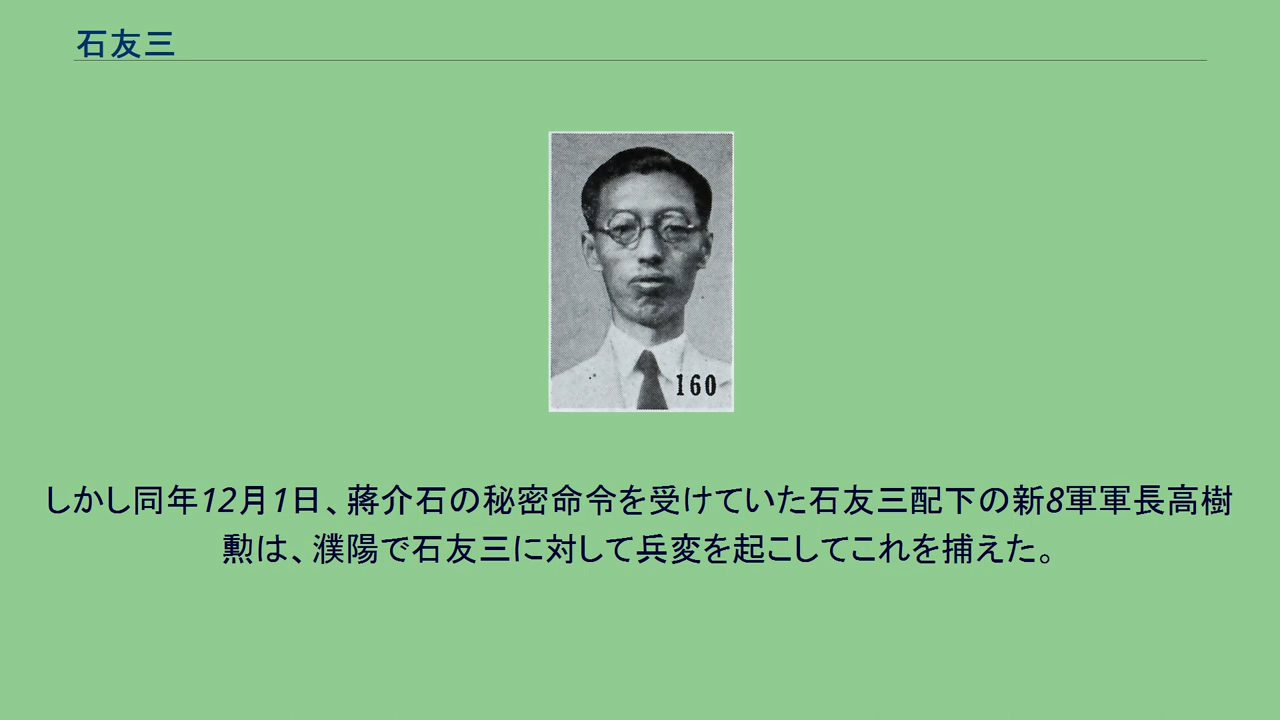 石友三
160
しかし同年12月1日、蔣介石の秘密命令を受けていた石友三配下の新8軍軍長高樹
勲は、濮陽で石友三に対して兵変を起こしてこれを捕えた。